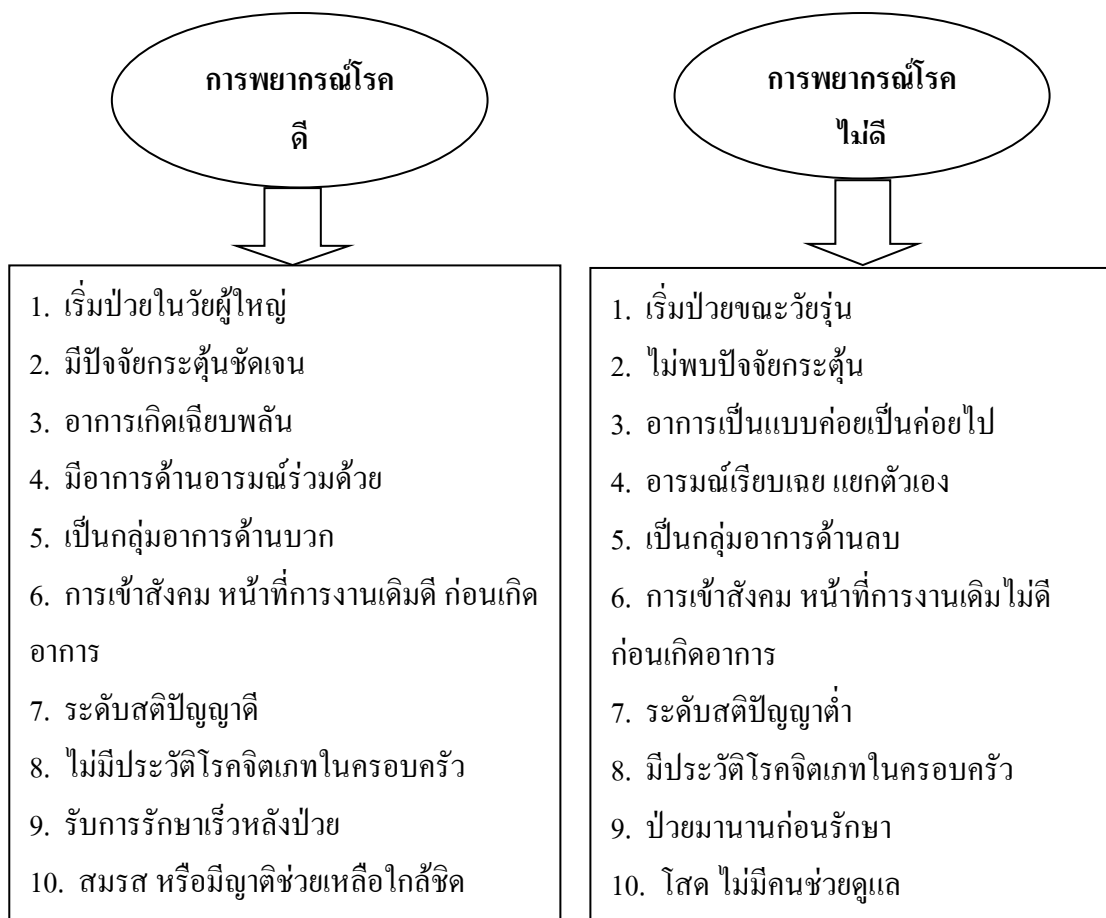 การพยากรณ์โรค
ดี
1. เริ่มป่วยในวัยผู้ใหญ่
2. มีปัจจัยกระตุ้นชัดเจน
3. อาการเกิดเฉียบพลัน
4. มีอาการด้านอารมณ์ร่วมด้วย
5. เป็นกลุ่มอาการด้านบวก
6. การเข้าสังคม หน้าที่การงานเดิมดี ก่อนเกิด
อาการ
7. ระดับสติปัญญาดี
8. ไม่มีประวัติโรคจิตเภทในครอบครัว
9. รับการรักษาเร็วหลังป่วย
10. สมรส หรือมีญาติช่วยเหลือใกล้ชิด
การพยากรณ์โรค
ไม่ดี
1. เริ่มป่วยขณะวัยรุ่น
2. ไม่พบปัจจัยกระตุ้น
3. อาการเป็นแบบค่อยเป็นค่อยไป
4. อารมณ์เรียบเฉย แยกตัวเอง
5. เป็นกลุ่มอาการด้านลบ
6. การเข้าสังคม หน้าที่การงานเดิมไม่ดี
ก่อนเกิดอาการ
7. ระดับสติปัญญาต่ำ
8. มีประวัติโรคจิตเภทในครอบครัว
9. ป่วยมานานก่อนรักษา
10. โสด ไม่มีคนช่วยดูแล